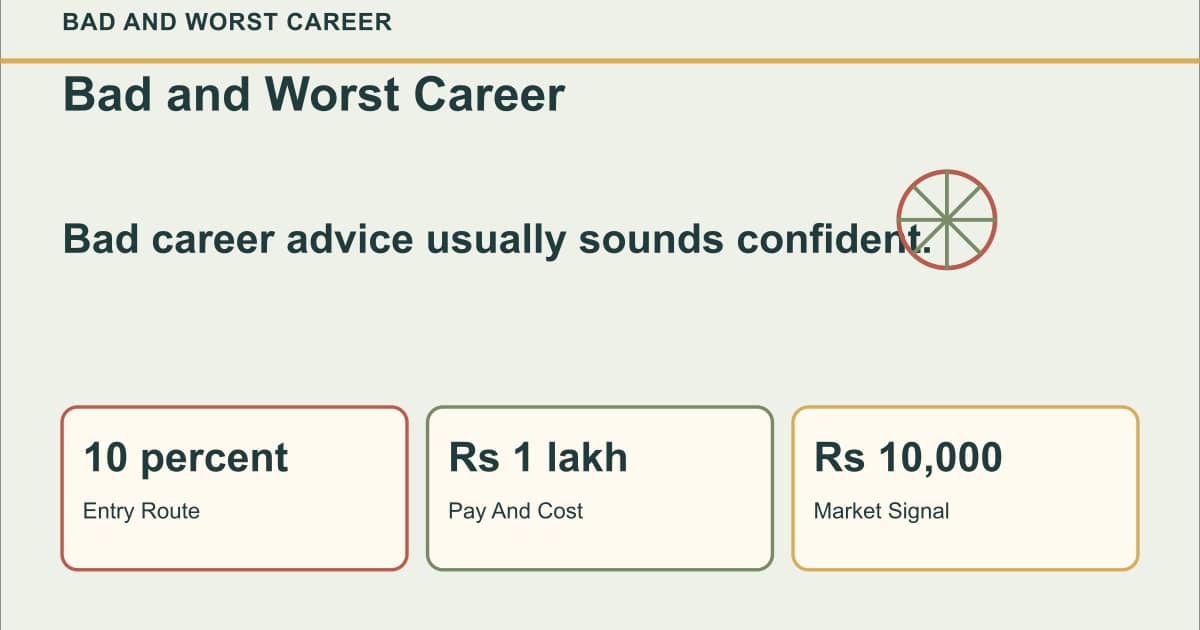 BAD AND WORST CAREER
Bad and Worst Career
Bad career advice usually sounds confident.
10 percent
Entry Route
Rs 1 lakh
Pay And Cost
Rs 10,000
Market Signal